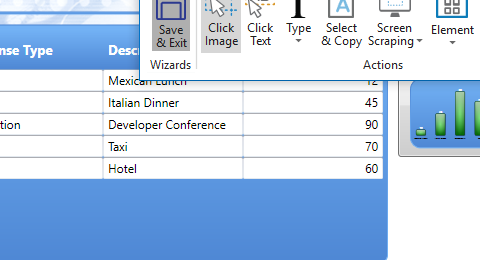 Save & Exit
Click Image
Click Text
Type
Select & Copy
Screen Scraping
Element
Wizards
Actions
nse Type Descr
Mexican Lunch 12
Italian Dinner 45
tion Developer Conference 90
Taxi 70
Hotel 60